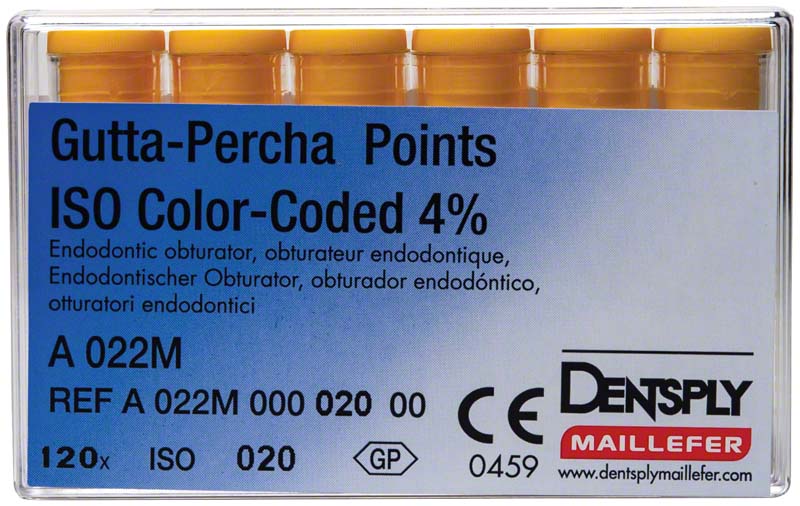 Gutta-Percha Points
ISO Color-Coded 4%
Endodontic obturator, obturateur endodontique,
Endodontischer Obturator, obturador endodóntico,
otturatori endodontici
A 022M
REF A 022M 000 020 00
120x ISO 020 GP
CE
0459
DENTSPLY
MAILLEFER
www.dentsplymaillefer.com